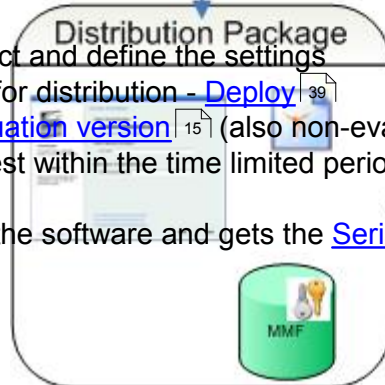 Distribution Package
ct and define the settings
for distribution - Deploy 39
uation version 15 (also non-eva
est within the time limited perio
the software and gets the Seri
MMF